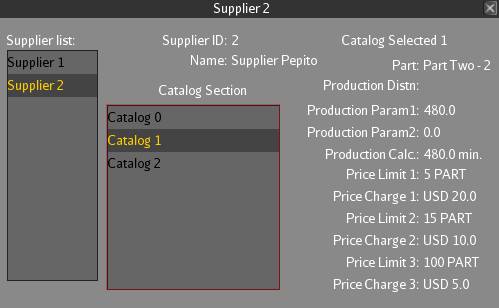 Supplier 2
Supplier list:
Supplier 1
Supplier 2
Supplier ID: 2
Name: Supplier Pepito
Catalog Section
Catalog 0
Catalog 1
Catalog 2
Catalog Selected 1
Part: Part Two - 2
Production Distn:
Production Param1: 480.0
Production Param2: 0.0
Production Calc.: 480.0 min.
Price Limit 1: 5 PART
Price Charge 1: USD 20.0
Price Limit 2: 15 PART
Price Charge 2: USD 10.0
Price Limit 3: 100 PART
Price Charge 3: USD 5.0